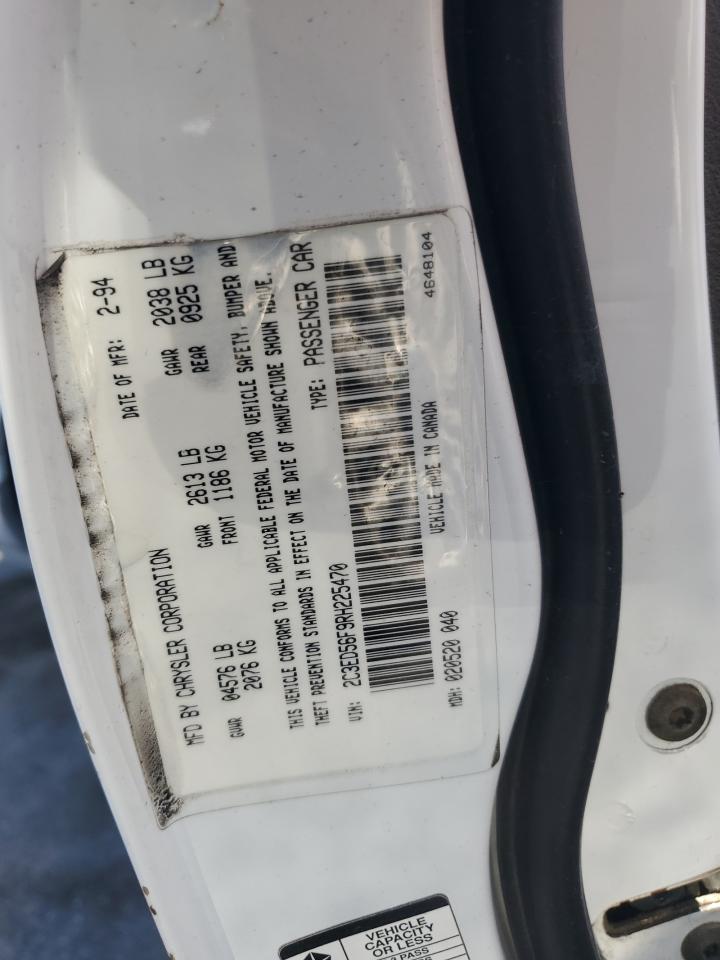 MFD BY CHRYSLER CORPORATION
DATE OF MFR: 2-94
GVWR 04576 LB
2076 KG
GAWR FRONT 2613 LB
1186 KG
GAWR REAR 2038 LB
0925 KG
THIS VEHICLE CONFORMS TO ALL APPLICABLE FEDERAL MOTOR VEHICLE SAFETY, BUMPER AND
THEFT PREVENTION STANDARDS IN EFFECT ON THE DATE OF MANUFACTURE SHOWN ABOVE.
VIN: 2C3ED56F9RH225470
TYPE: PASSENGER CAR
MDH: 020520 040
VEHICLE MADE IN CANADA
4648104
VEHICLE
CAPACITY
OR LESS
PASS